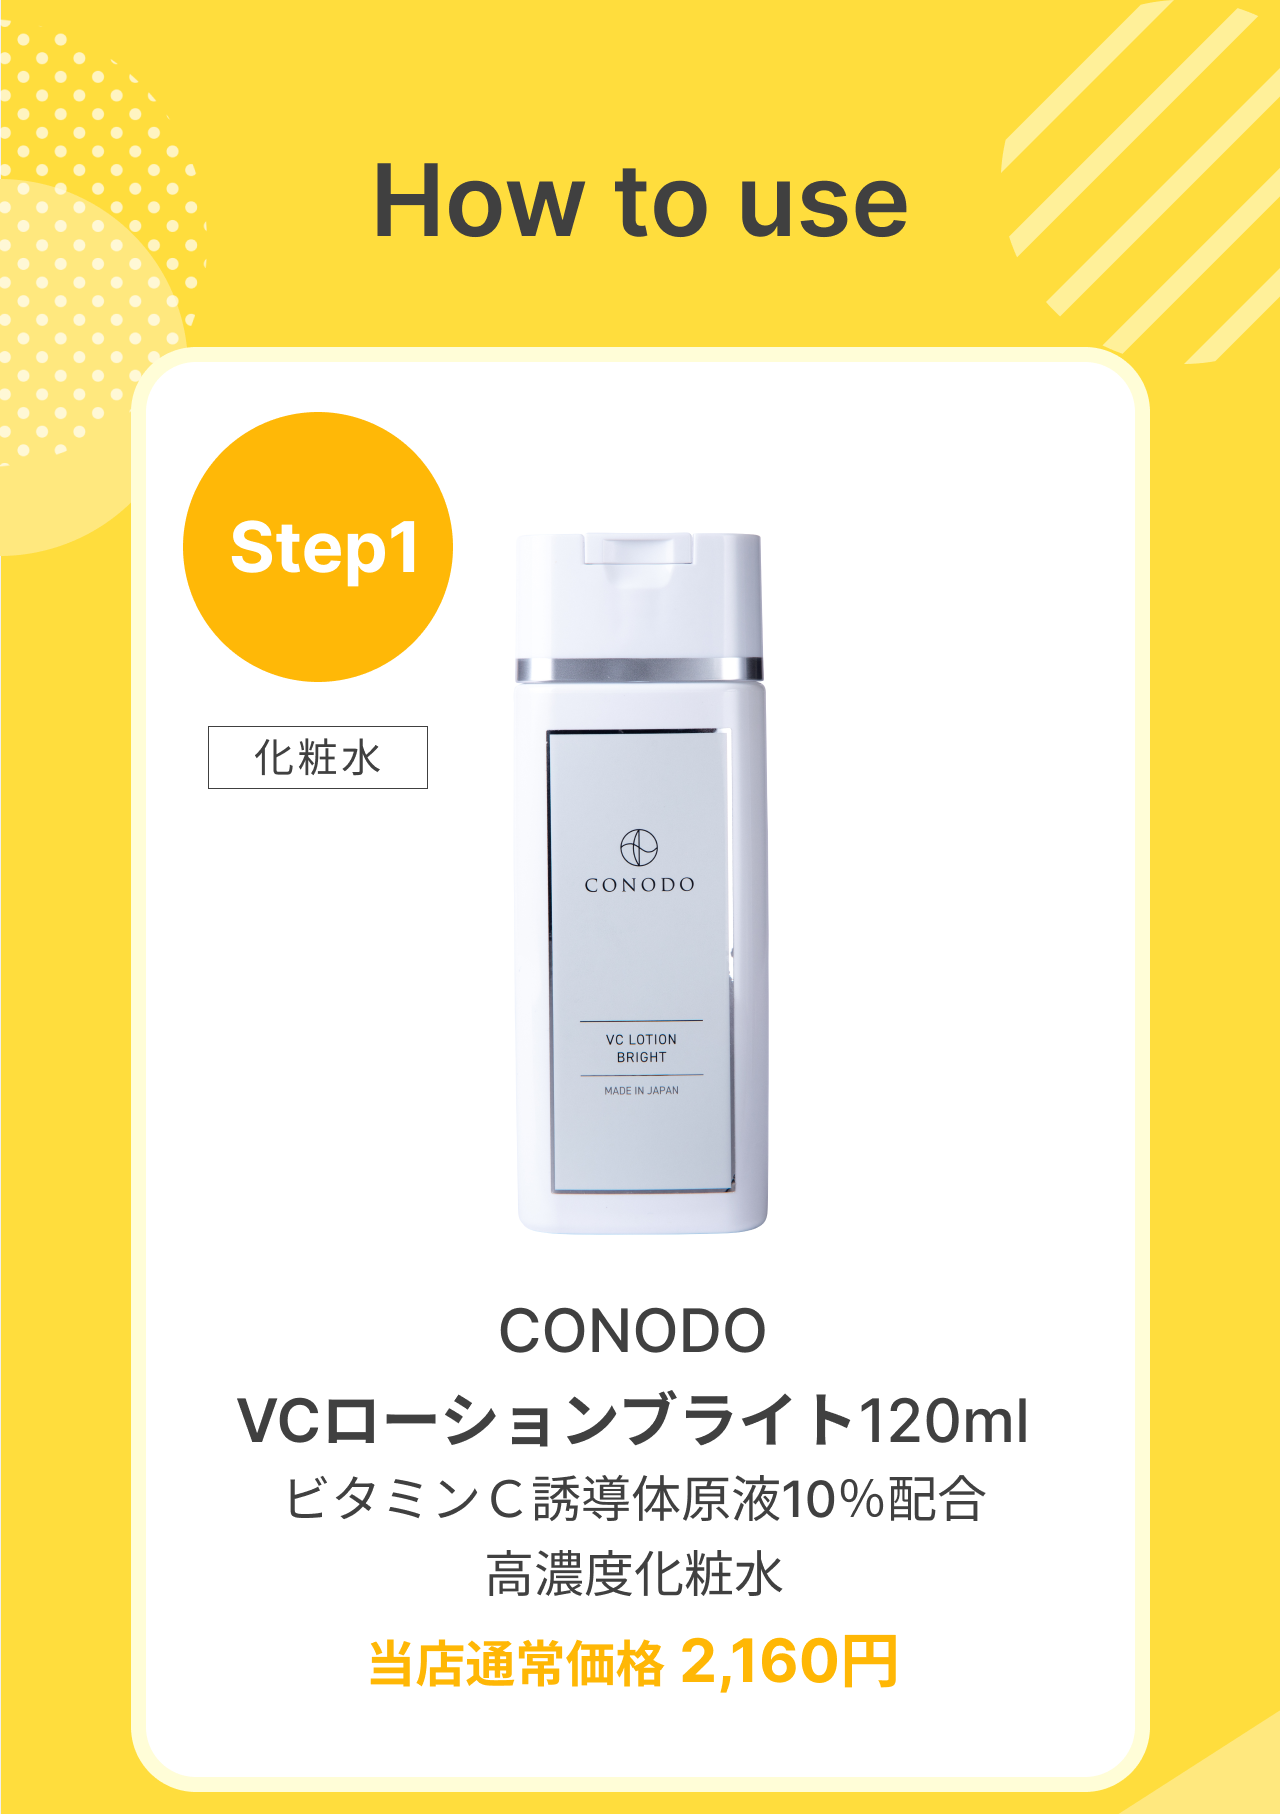 How to use
Step1
化粧水
CONODO
VC LOTION
BRIGHT
MADE IN JAPAN
CONODO
VCローションブライト120ml
ビタミンC誘導体原液10%配合
高濃度化粧水
当店通常価格 2,160円